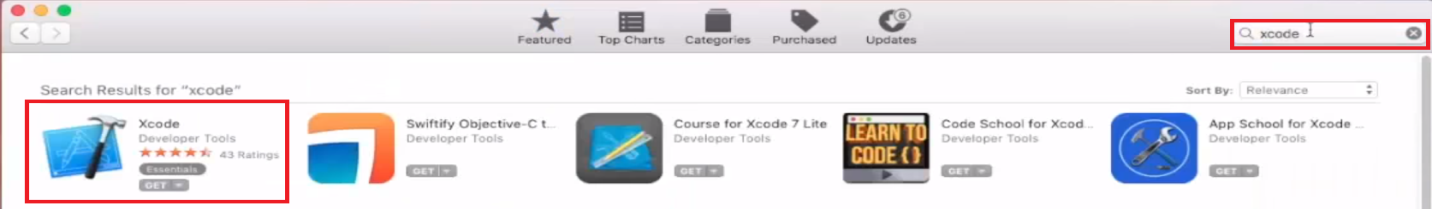 6
Featured
Top Charts
Categories
Purchased
Updates
xcode
Search Results for "xcode"
Sort By: Relevance
Xcode
Developer Tools
43 Ratings
Essentials
GET
Swiftify Objective-C t...
Developer Tools
GET
Course for Xcode 7 Lite
Developer Tools
GET
LEARN TO
CODE {}
Code School for Xcod...
Developer Tools
GET
App School for Xcode ...
Developer Tools
GET